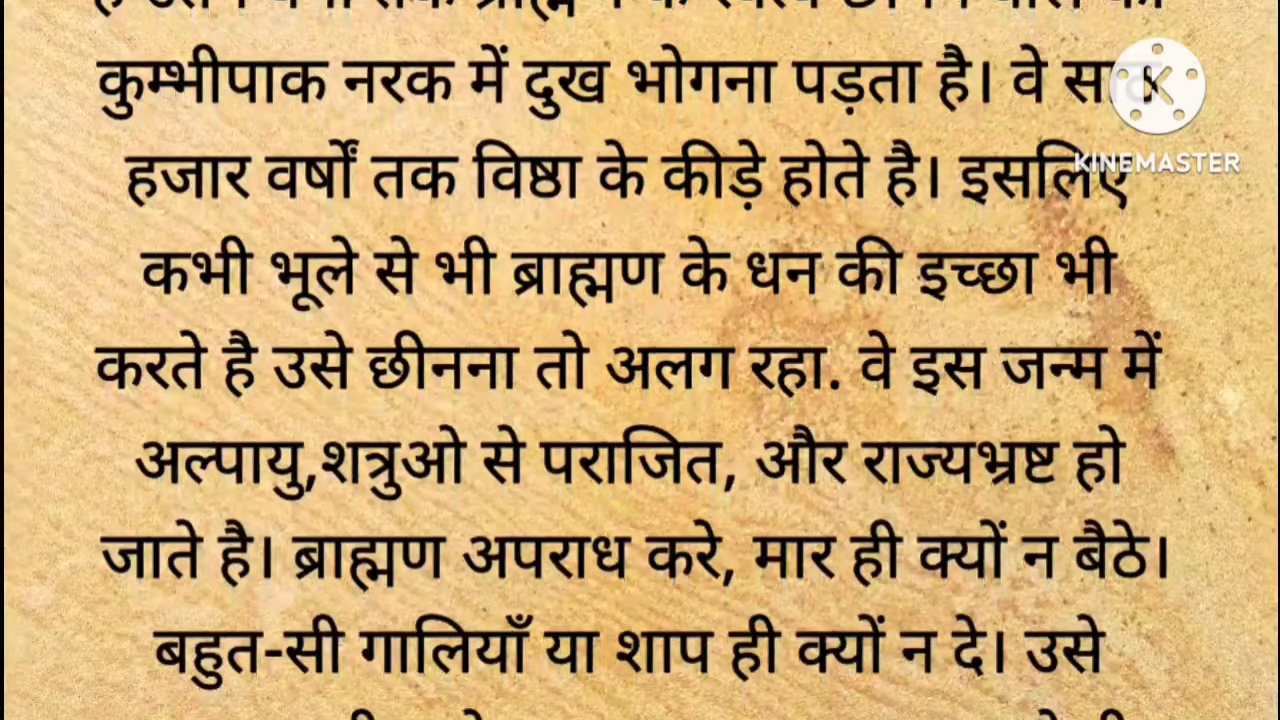 कुम्भीपाक नरक में दुख भोगना पड़ता है। वे साठ
KINEMASTER
हजार वर्षों तक विष्ठा के कीड़े होते है। इसलिए
कभी भूले से भी ब्राह्मण के धन की इच्छा भी
करते है उसे छीनना तो अलग रहा. वे इस जन्म में
अल्पायु,शत्रुओ से पराजित, और राज्यभ्रष्ट हो
जाते है। ब्राह्मण अपराध करे, मार ही क्यों न बैठे।
बहुत-सी गालियाँ या शाप ही क्यों न दे। उसे